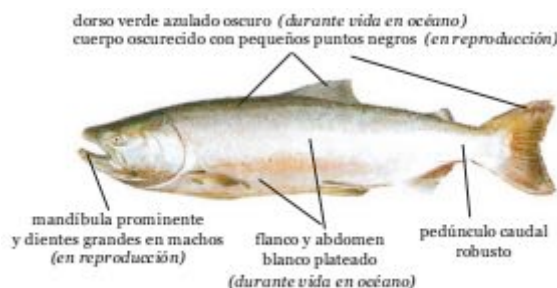 dorso verde azulado oscuro (durante vida en océano)
cuerpo oscurecido con pequeños puntos negros (en reproducción)
mandíbula prominente
y dientes grandes en machos
(en reproducción)
flanco y abdomen
blanco plateado
(durante vida en océano)
pedúnculo caudal
robusto